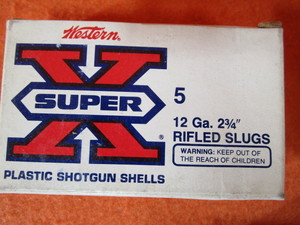 Western
X
SUPER
®
5
12 Ga. 2¾"
RIFLED SLUGS
WARNING: KEEP OUT OF
THE REACH OF CHILDREN
PLASTIC SHOTGUN SHELLS